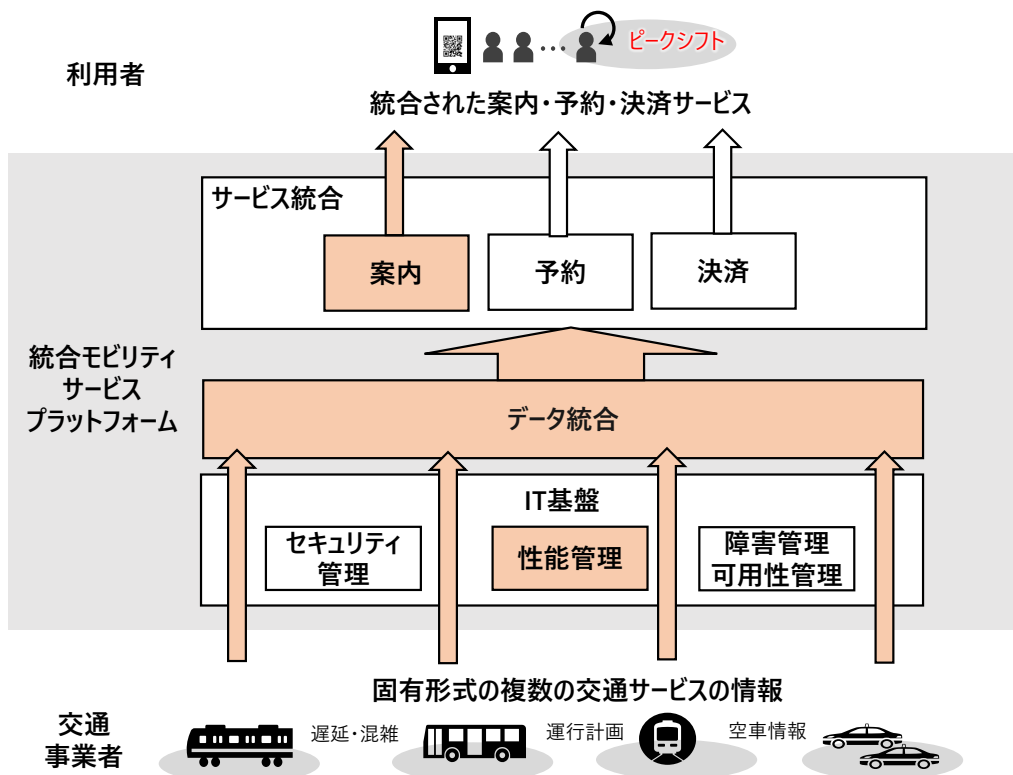 ピークシフト
利用者
統合された案内・予約・決済サービス
サービス統合
案内
予約
決済
統合モビリティ
サービス
プラットフォーム
データ統合
IT基盤
セキュリティ
管理
性能管理
障害管理
可用性管理
固有形式の複数の交通サービスの情報
交通
事業者
遅延・混雑
運行計画
空車情報